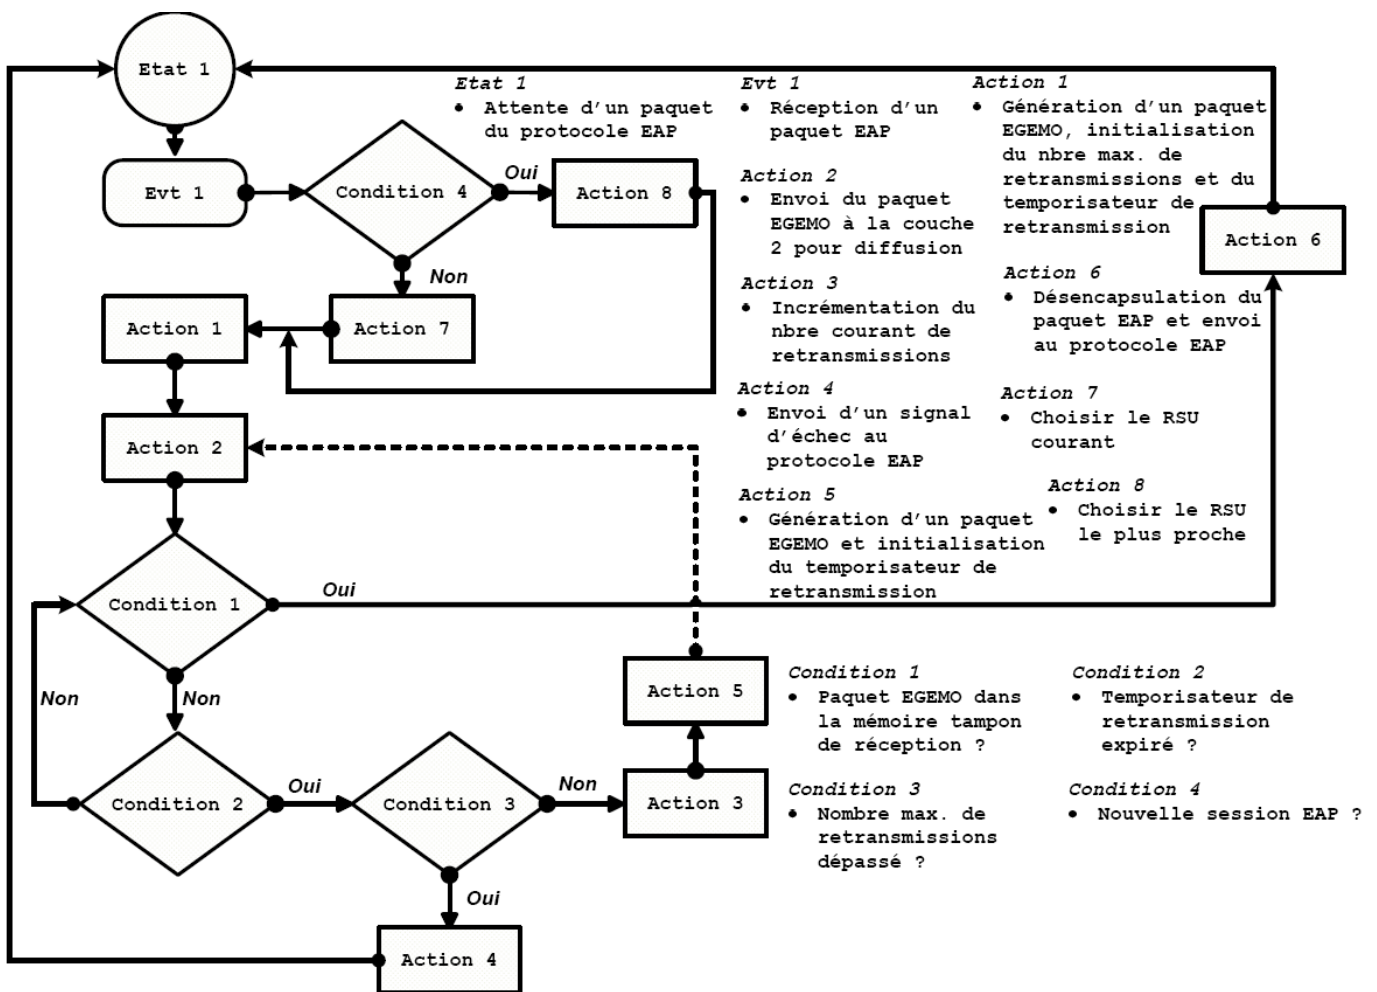 Etat 1
Evt 1
Condition 4
Oui
Action 8
Non
Action 1
Action 7
Action 2
Condition 1
Oui
Non
Non
Condition 2
Oui
Condition 3
Non
Action 3
Action 5
Oui
Action 4
Action 6
Etat 1
• Attente d'un paquet
du protocole EAP
Evt 1
• Réception d'un
paquet EAP
Action 1
• Génération d'un paquet
EGEMO, initialisation
du nbre max. de
retransmissions et du
temporisateur de
retransmission
Action 2
• Envoi du paquet
EGEMO à la couche
2 pour diffusion
Action 3
• Incrémentation du
nbre courant de
retransmissions
Action 4
• Envoi d'un signal
d'échec au
protocole EAP
Action 5
• Génération d'un paquet
EGEMO et initialisation
du temporisateur de
retransmission
Action 6
• Désencapsulation du
paquet EAP et envoi
au protocole EAP
Action 7
• Choisir le RSU
courant
Action 8
• Choisir le RSU
le plus proche
Condition 1
• Paquet EGEMO dans
la mémoire tampon
de réception ?
Condition 2
• Temporisateur de
retransmission
expiré ?
Condition 3
• Nombre max. de
retransmissions
dépassé ?
Condition 4
• Nouvelle session EAP ?